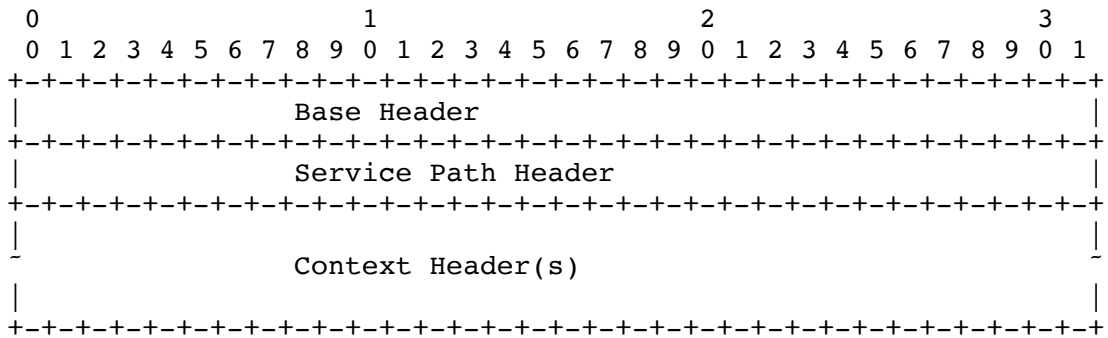 0                   1                   2                   3
 0 1 2 3 4 5 6 7 8 9 0 1 2 3 4 5 6 7 8 9 0 1 2 3 4 5 6 7 8 9 0 1
+-+-+-+-+-+-+-+-+-+-+-+-+-+-+-+-+-+-+-+-+-+-+-+-+-+-+-+-+-+-+-+-+
|                Base Header                                    |
+-+-+-+-+-+-+-+-+-+-+-+-+-+-+-+-+-+-+-+-+-+-+-+-+-+-+-+-+-+-+-+-+
|                Service Path Header                            |
+-+-+-+-+-+-+-+-+-+-+-+-+-+-+-+-+-+-+-+-+-+-+-+-+-+-+-+-+-+-+-+-+
|                                                               |
~                Context Header(s)                              ~
|                                                               |
+-+-+-+-+-+-+-+-+-+-+-+-+-+-+-+-+-+-+-+-+-+-+-+-+-+-+-+-+-+-+-+-+